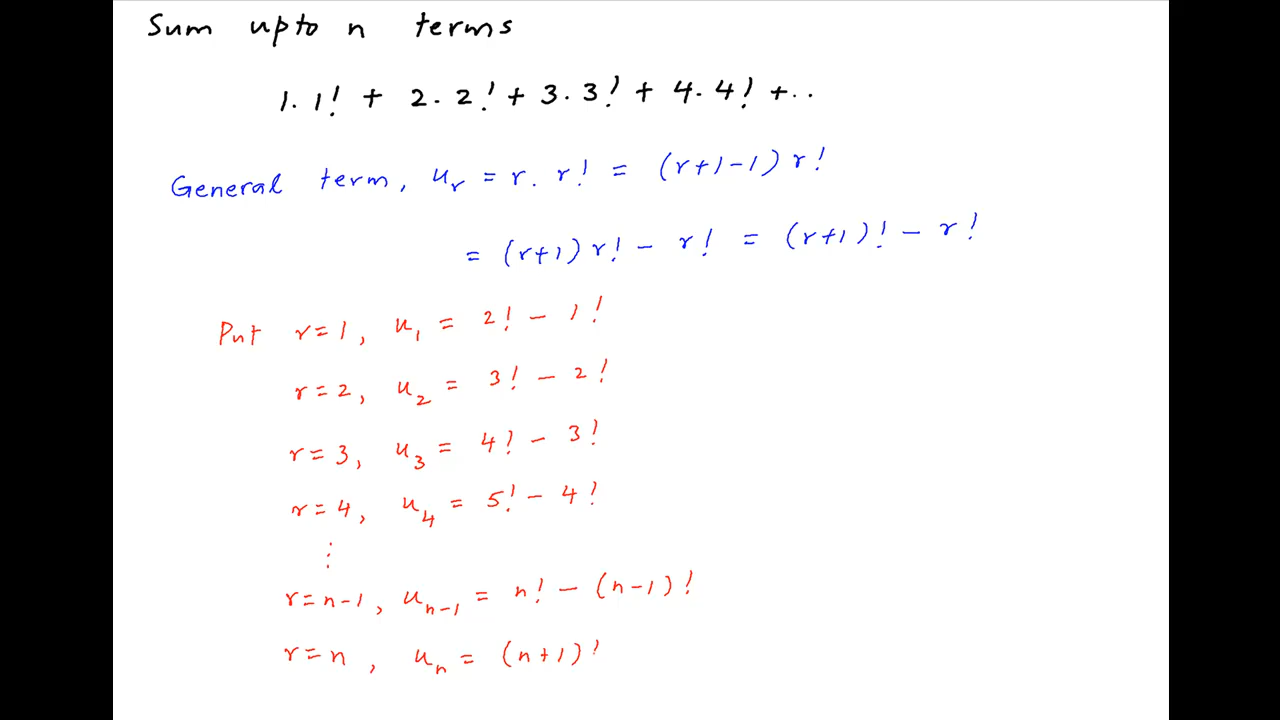 Sum upto n terms
1. 1! + 2. 2! + 3. 3! + 4. 4! + ..
General term, u_r = r. r! = (r+1-1) r!
= (r+1) r! - r! = (r+1)! - r!
Put r=1, u_1 = 2! - 1!
r=2, u_2 = 3! - 2!
r=3, u_3 = 4! - 3!
r=4, u_4 = 5! - 4!
⋮
r=n-1, u_{n-1} = n! - (n-1)!
r=n, u_n = (n+1)'